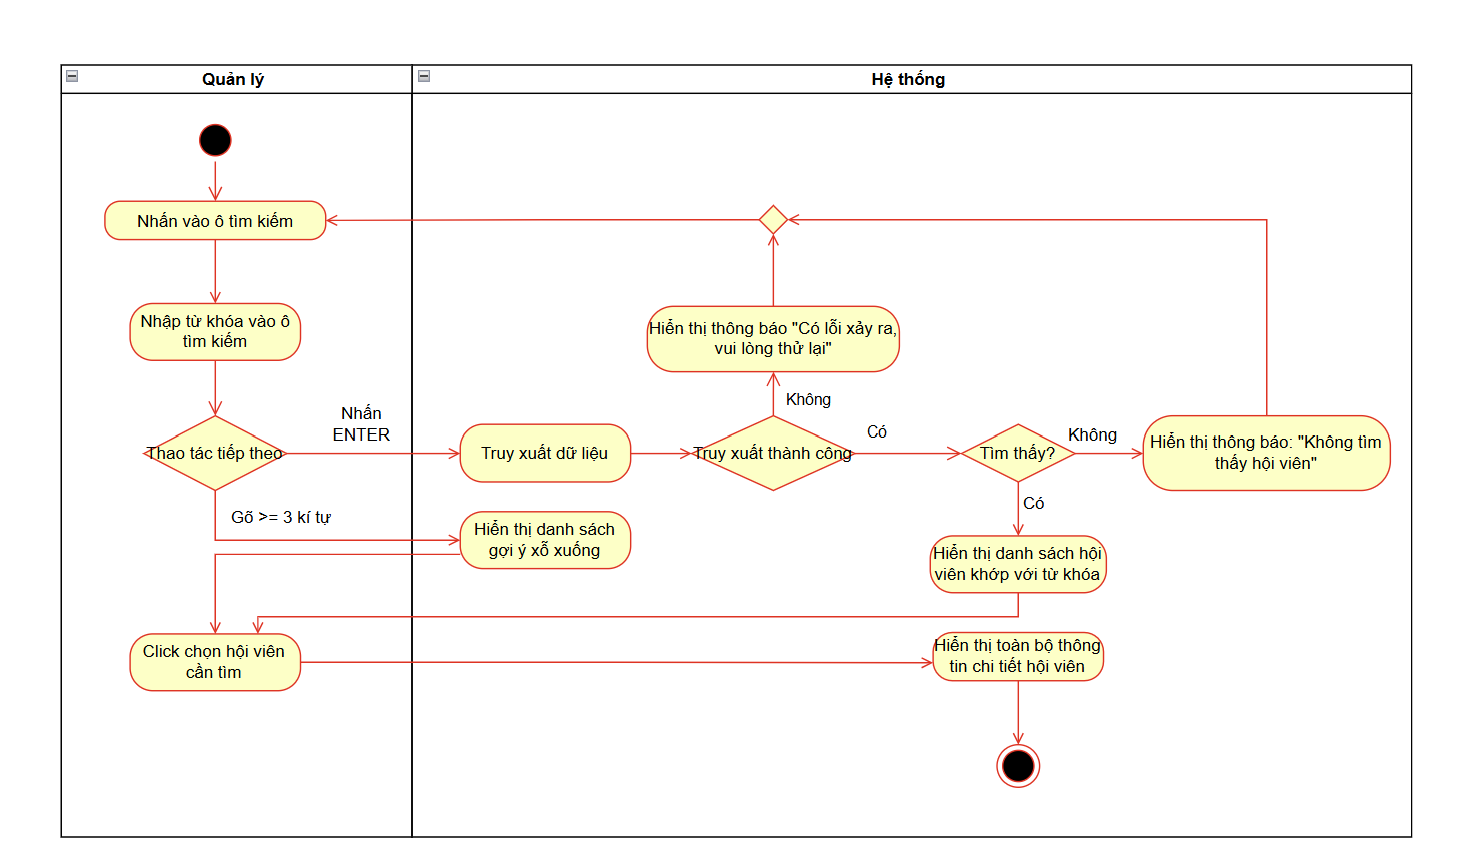 Quản lý
Hệ thống
Nhấn vào ô tìm kiếm
Nhập từ khóa vào ô
tìm kiếm
Hiển thị thông báo "Có lỗi xảy ra,
vui lòng thử lại"
Không
Nhấn
ENTER
Có
Không
Thao tác tiếp theo
Truy xuất dữ liệu
Truy xuất thành công
Tìm thấy?
Hiển thị thông báo: "Không tìm
thấy hội viên"
Gõ >= 3 kí tự
Có
Hiển thị danh sách
gợi ý xỗ xuống
Hiển thị danh sách hội
viên khớp với từ khóa
Click chọn hội viên
cần tìm
Hiển thị toàn bộ thông
tin chi tiết hội viên